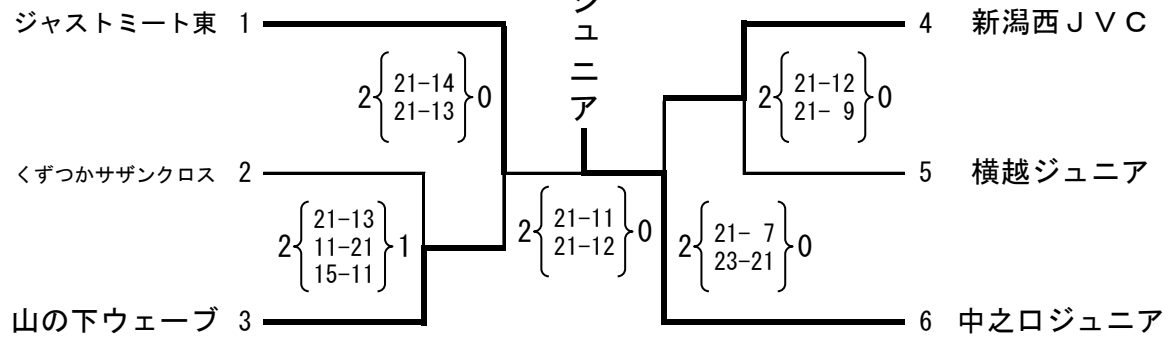 ュニア
ジャストミート東 1
2 21-14 0
21-13
くずつかサザンクロス 2
2 21-13 1
11-21
15-11
山の下ウェーブ 3
2 21-11 0
21-12
4 新潟西ＪＶＣ
2 21-12 0
21- 9
5 横越ジュニア
2 21- 7 0
23-21
6 中之口ジュニア